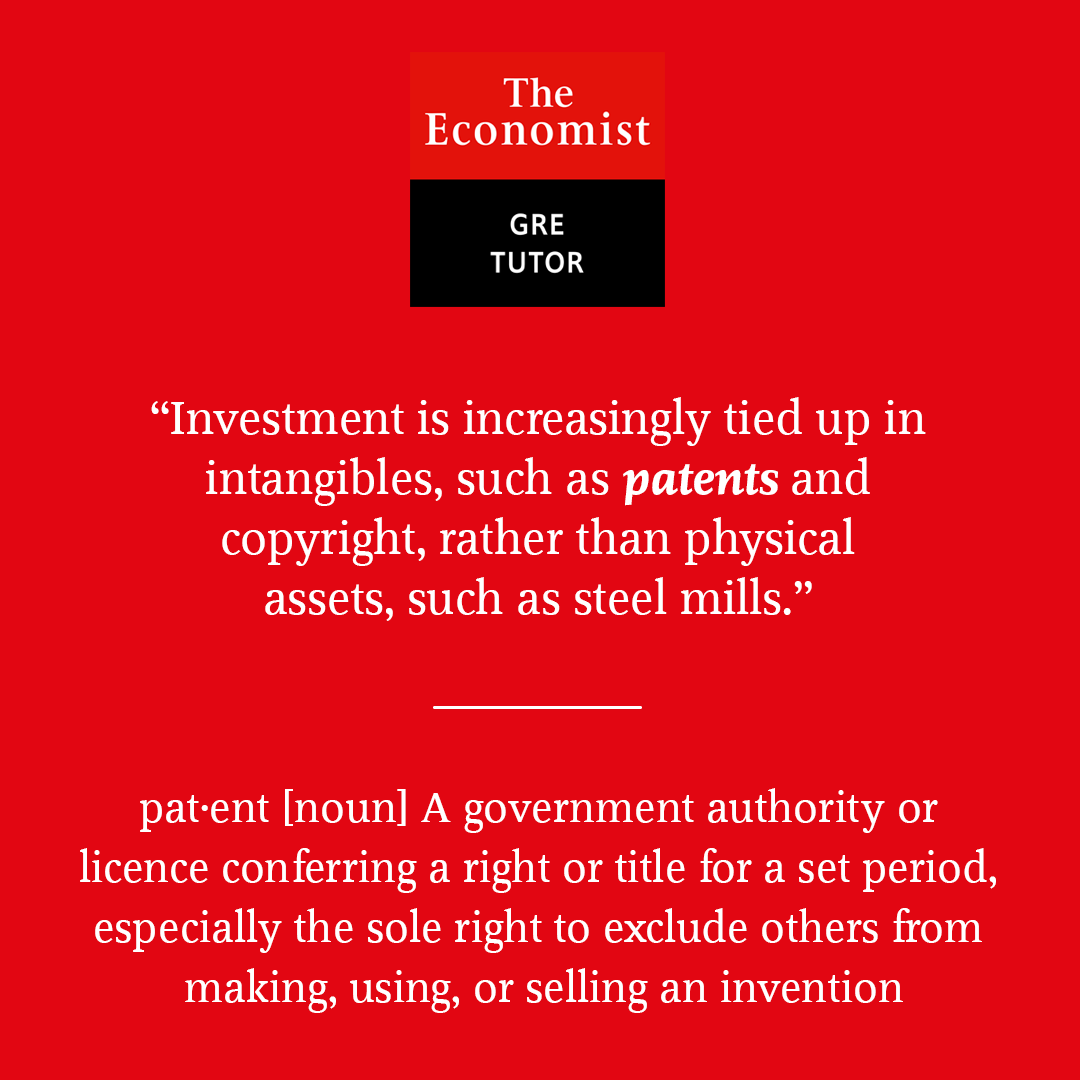 The
Economist
GRE
TUTOR
“Investment is increasingly tied up in
intangibles, such as patents and
copyright, rather than physical
assets, such as steel mills.”
pat·ent [noun] A government authority or
licence conferring a right or title for a set period,
especially the sole right to exclude others from
making, using, or selling an invention